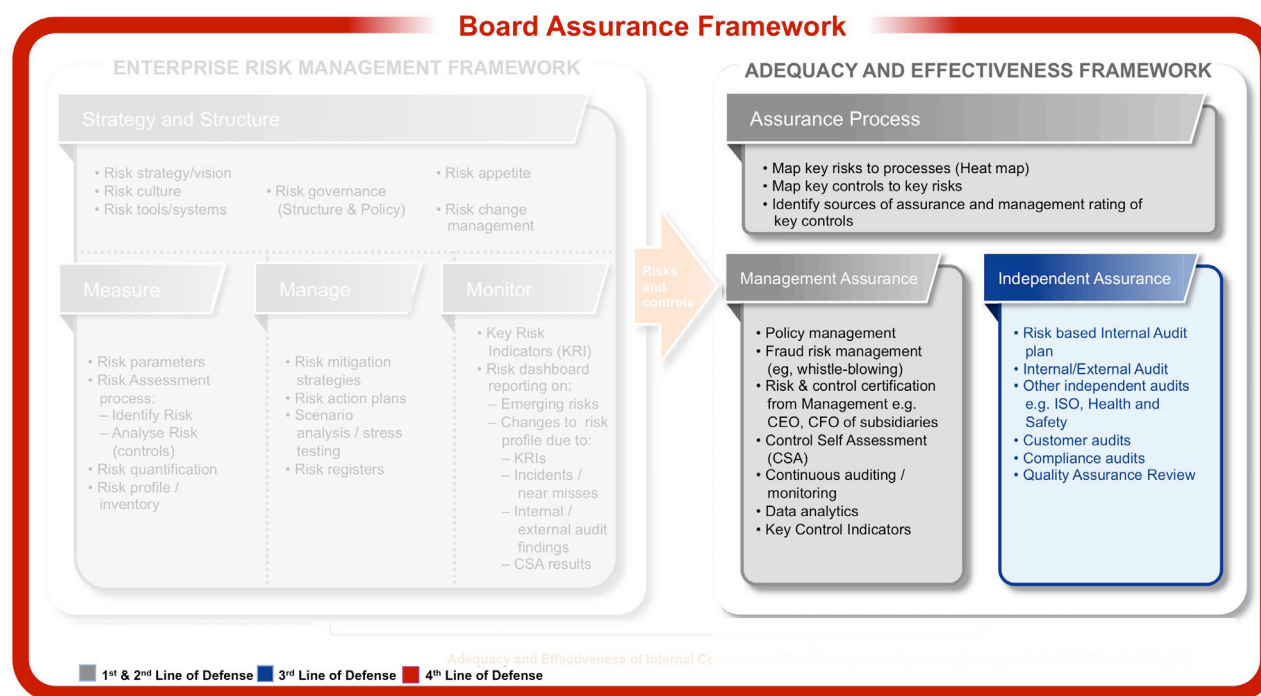 Board Assurance Framework
ENTERPRISE RISK MANAGEMENT FRAMEWORK
Strategy and Structure
• Risk strategy/vision
• Risk culture
• Risk tools/systems
• Risk governance
(Structure & Policy)
• Risk appetite
• Risk change
management
Measure
• Risk parameters
• Risk Assessment
process:
– Identify Risk
– Analyse Risk
(controls)
• Risk quantification
• Risk profile /
inventory
Manage
• Risk mitigation
strategies
• Risk action plans
• Scenario
analysis / stress
testing
• Risk registers
Monitor
• Key Risk
Indicators (KRI)
• Risk dashboard
reporting on:
– Emerging risks
– Changes to risk
profile due to:
– KRIs
– Incidents /
near misses
– Internal /
external audit
findings
– CSA results
Risks
and
controls
ADEQUACY AND EFFECTIVENESS FRAMEWORK
Assurance Process
• Map key risks to processes (Heat map)
• Map key controls to key risks
• Identify sources of assurance and management rating of
key controls
Management Assurance
• Policy management
• Fraud risk management
(eg, whistle-blowing)
• Risk & control certification
from Management e.g.
CEO, CFO of subsidiaries
• Control Self Assessment
(CSA)
• Continuous auditing /
monitoring
• Data analytics
• Key Control Indicators
Independent Assurance
• Risk based Internal Audit
plan
• Internal/External Audit
• Other independent audits
e.g. ISO, Health and
Safety
• Customer audits
• Compliance audits
• Quality Assurance Review
Adequacy and Effectiveness of Internal
1st & 2nd Line of Defense
3rd Line of Defense
4th Line of Defense